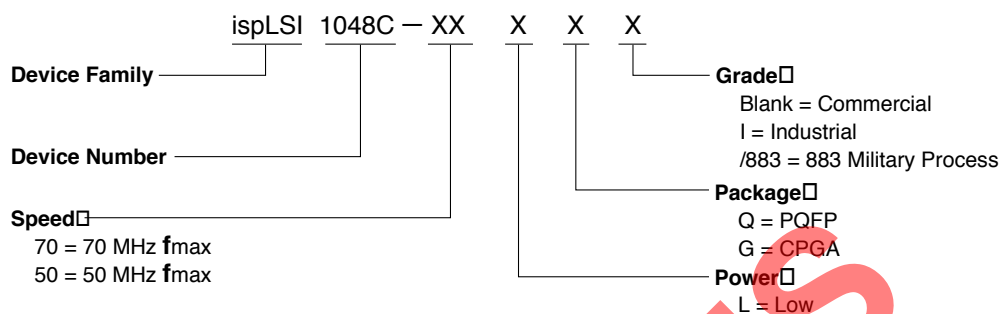 ispLSI 1048C – XX X X X
Device Family
Device Number
Speed
70 = 70 MHz fmax
50 = 50 MHz fmax
Grade
Blank = Commercial
I = Industrial
/883 = 883 Military Process
Package
Q = PQFP
G = CPGA
Power
L = Low